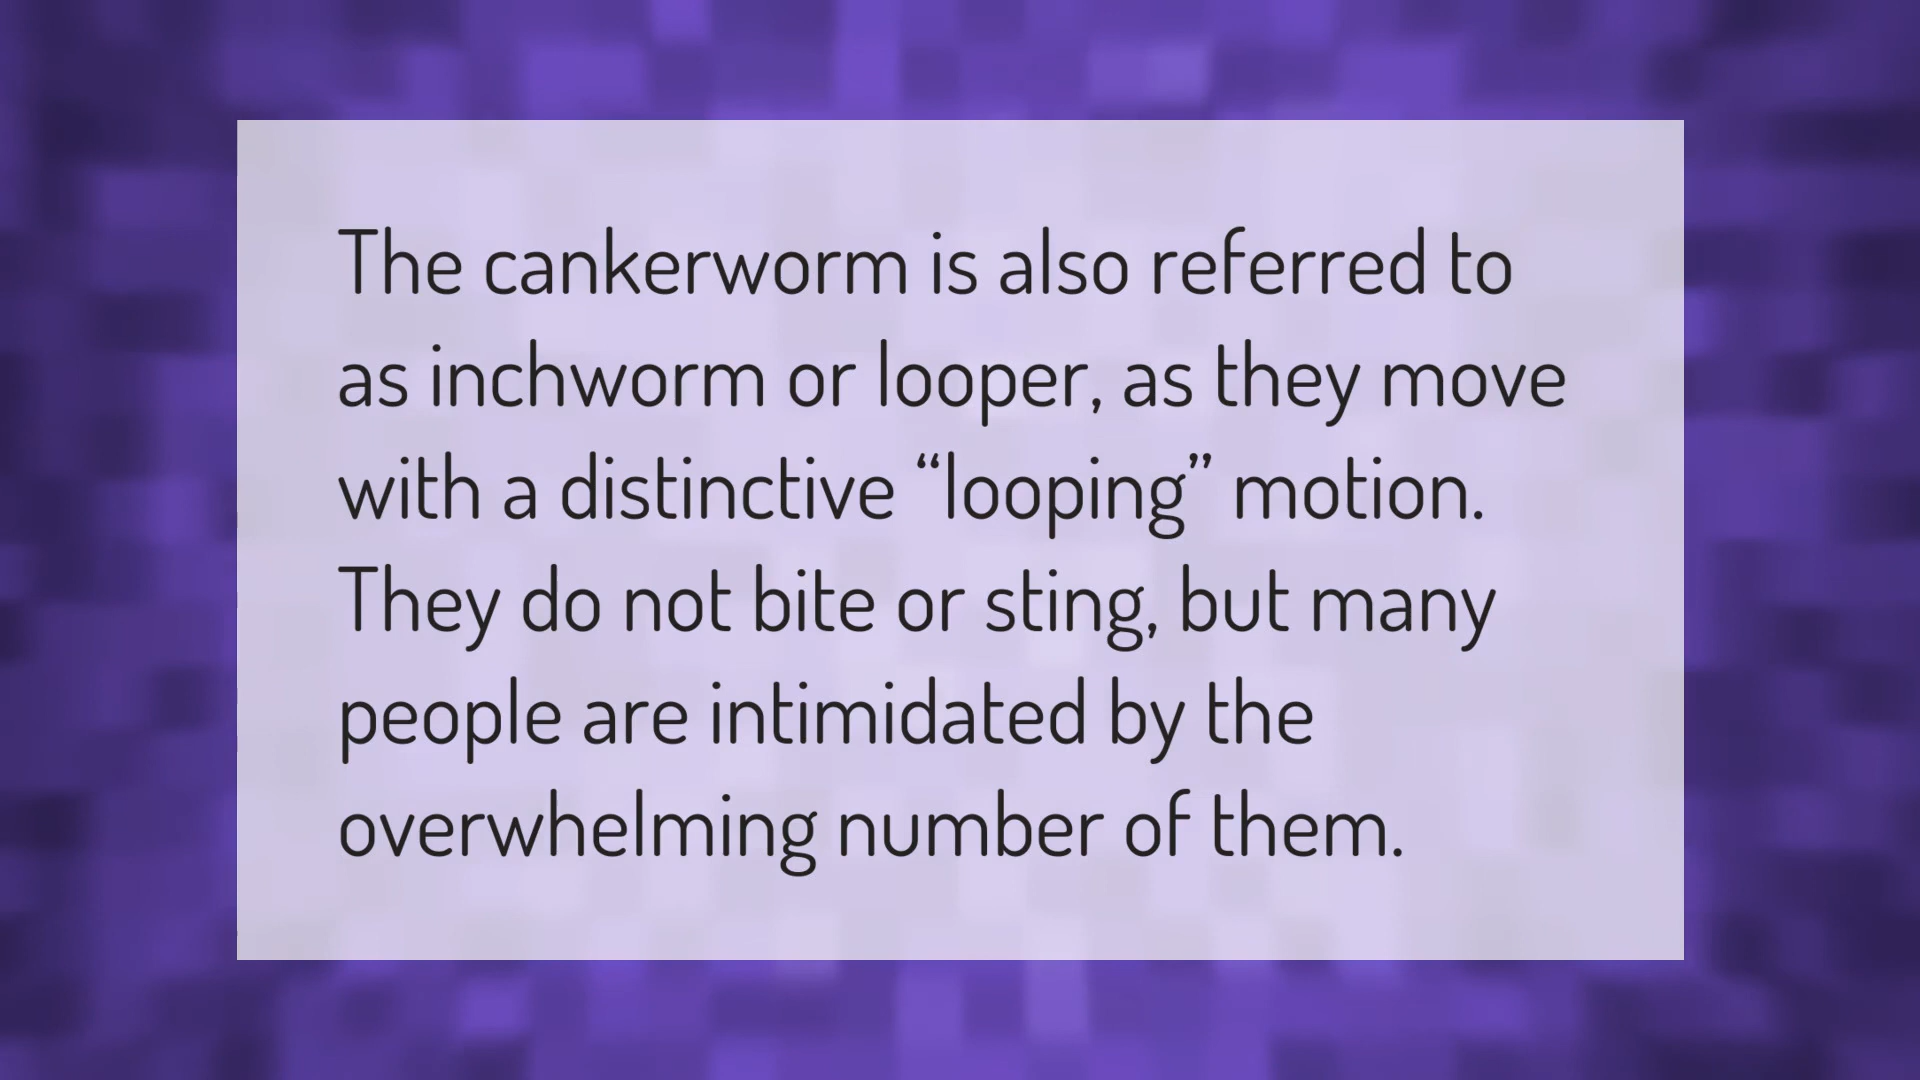 The cankerworm is also referred to
as inchworm or looper, as they move
with a distinctive “looping” motion.
They do not bite or sting, but many
people are intimidated by the
overwhelming number of them.